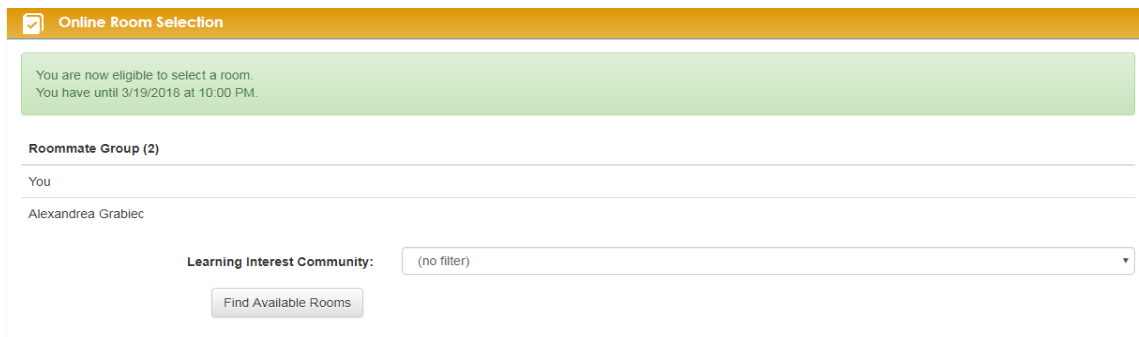 Online Room Selection
You are now eligible to select a room.
You have until 3/19/2018 at 10:00 PM.
Roommate Group (2)
You
Alexandrea Grabiec
Learning Interest Community: (no filter)
Find Available Rooms